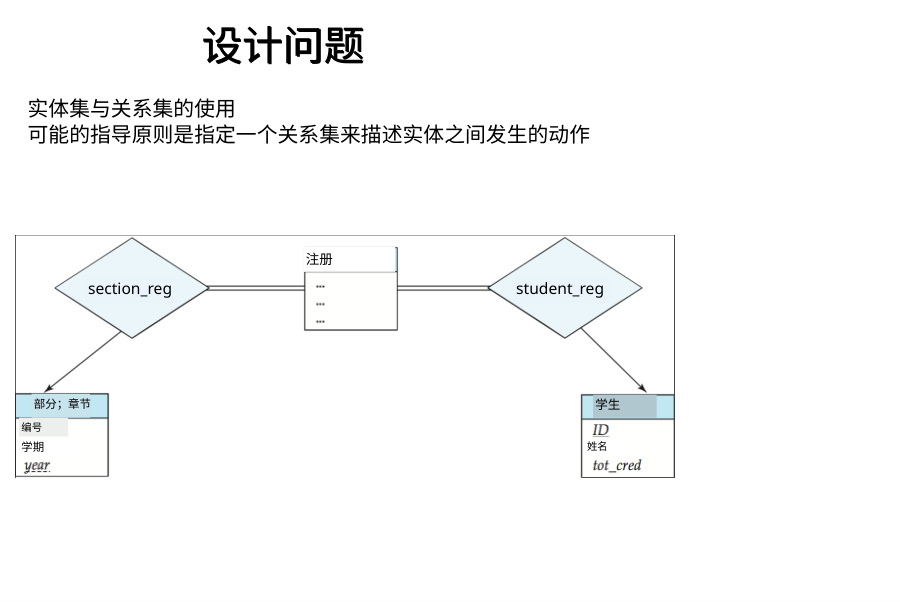 设计问题
实体集与关系集的使用
可能的指导原则是指定一个关系集来描述实体之间发生的动作
section_reg
注册
...
...
...
student_reg
部分；章节
编号
学期
year
学生
ID
姓名
tot_cred